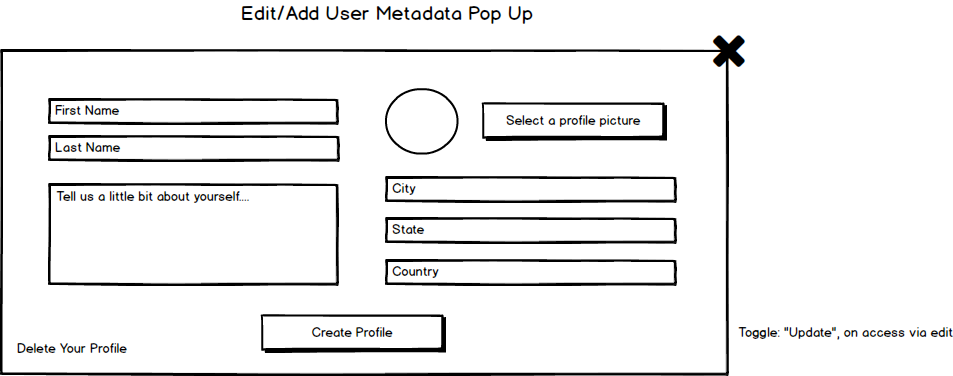 Edit/Add User Metadata Pop Up
First Name
Last Name
Tell us a little bit about yourself....
Select a profile picture
City
State
Country
Create Profile
Delete Your Profile
Toggle: "Update", on access via edit